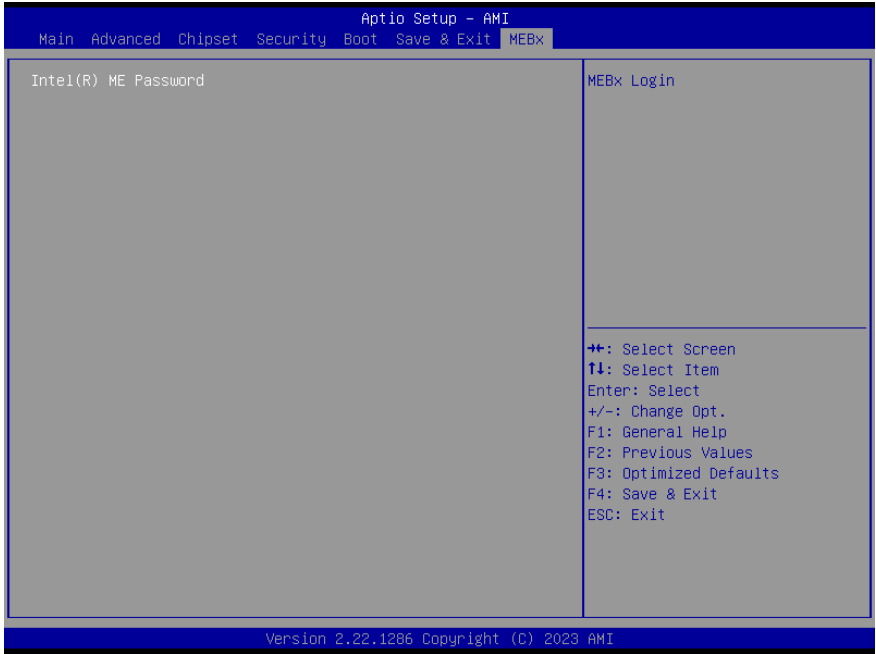 Aptio Setup - AMI
Main Advanced Chipset Security Boot Save & Exit MEBx
Intel(R) ME Password
MEBx Login
→←: Select Screen
↑↓: Select Item
Enter: Select
+/-: Change Opt.
F1: General Help
F2: Previous Values
F3: Optimized Defaults
F4: Save & Exit
ESC: Exit
Version 2.22.1286 Copyright (C) 2023 AMI